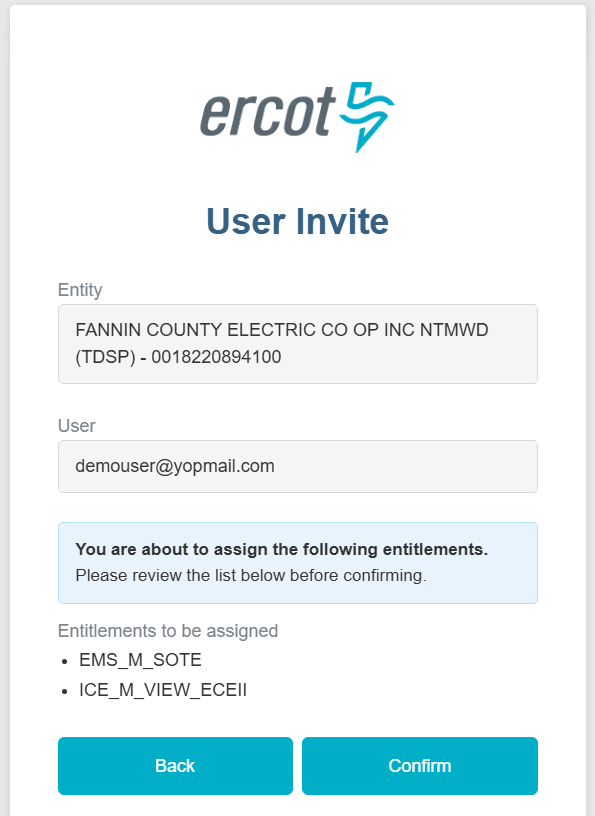 ercot
User Invite
Entity
FANNIN COUNTY ELECTRIC CO OP INC NTMWD
(TDSP) - 0018220894100
User
demouser@yopmail.com
You are about to assign the following entitlements.
Please review the list below before confirming.
Entitlements to be assigned
• EMS_M_SOTE
• ICE_M_VIEW_ECEII
Back
Confirm